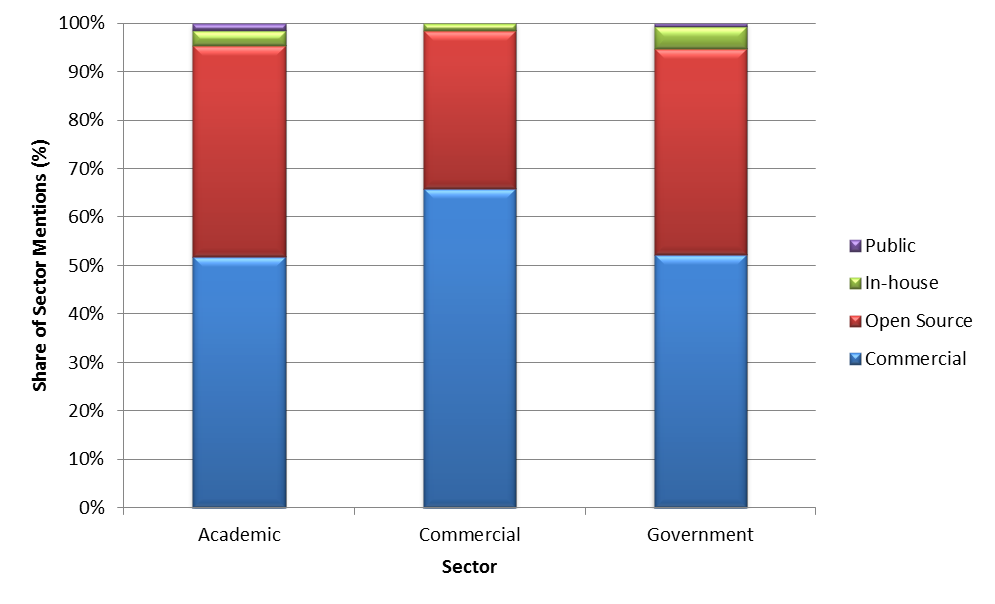 100%
90%
80%
70%
60%
50%
40%
30%
20%
10%
0%
Share of Sector Mentions (%)
Academic
Commercial
Government
Sector
Public
In-house
Open Source
Commercial